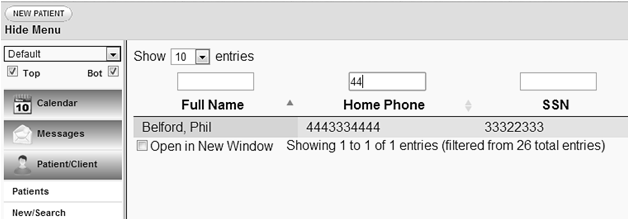 NEW PATIENT
Hide Menu
Default
Top Bot
10 Calendar
Messages
Patient/Client
Patients
New/Search
Show 10 entries
44
Full Name Home Phone SSN
Belford, Phil 4443334444 33322333
Open in New Window Showing 1 to 1 of 1 entries (filtered from 26 total entries)